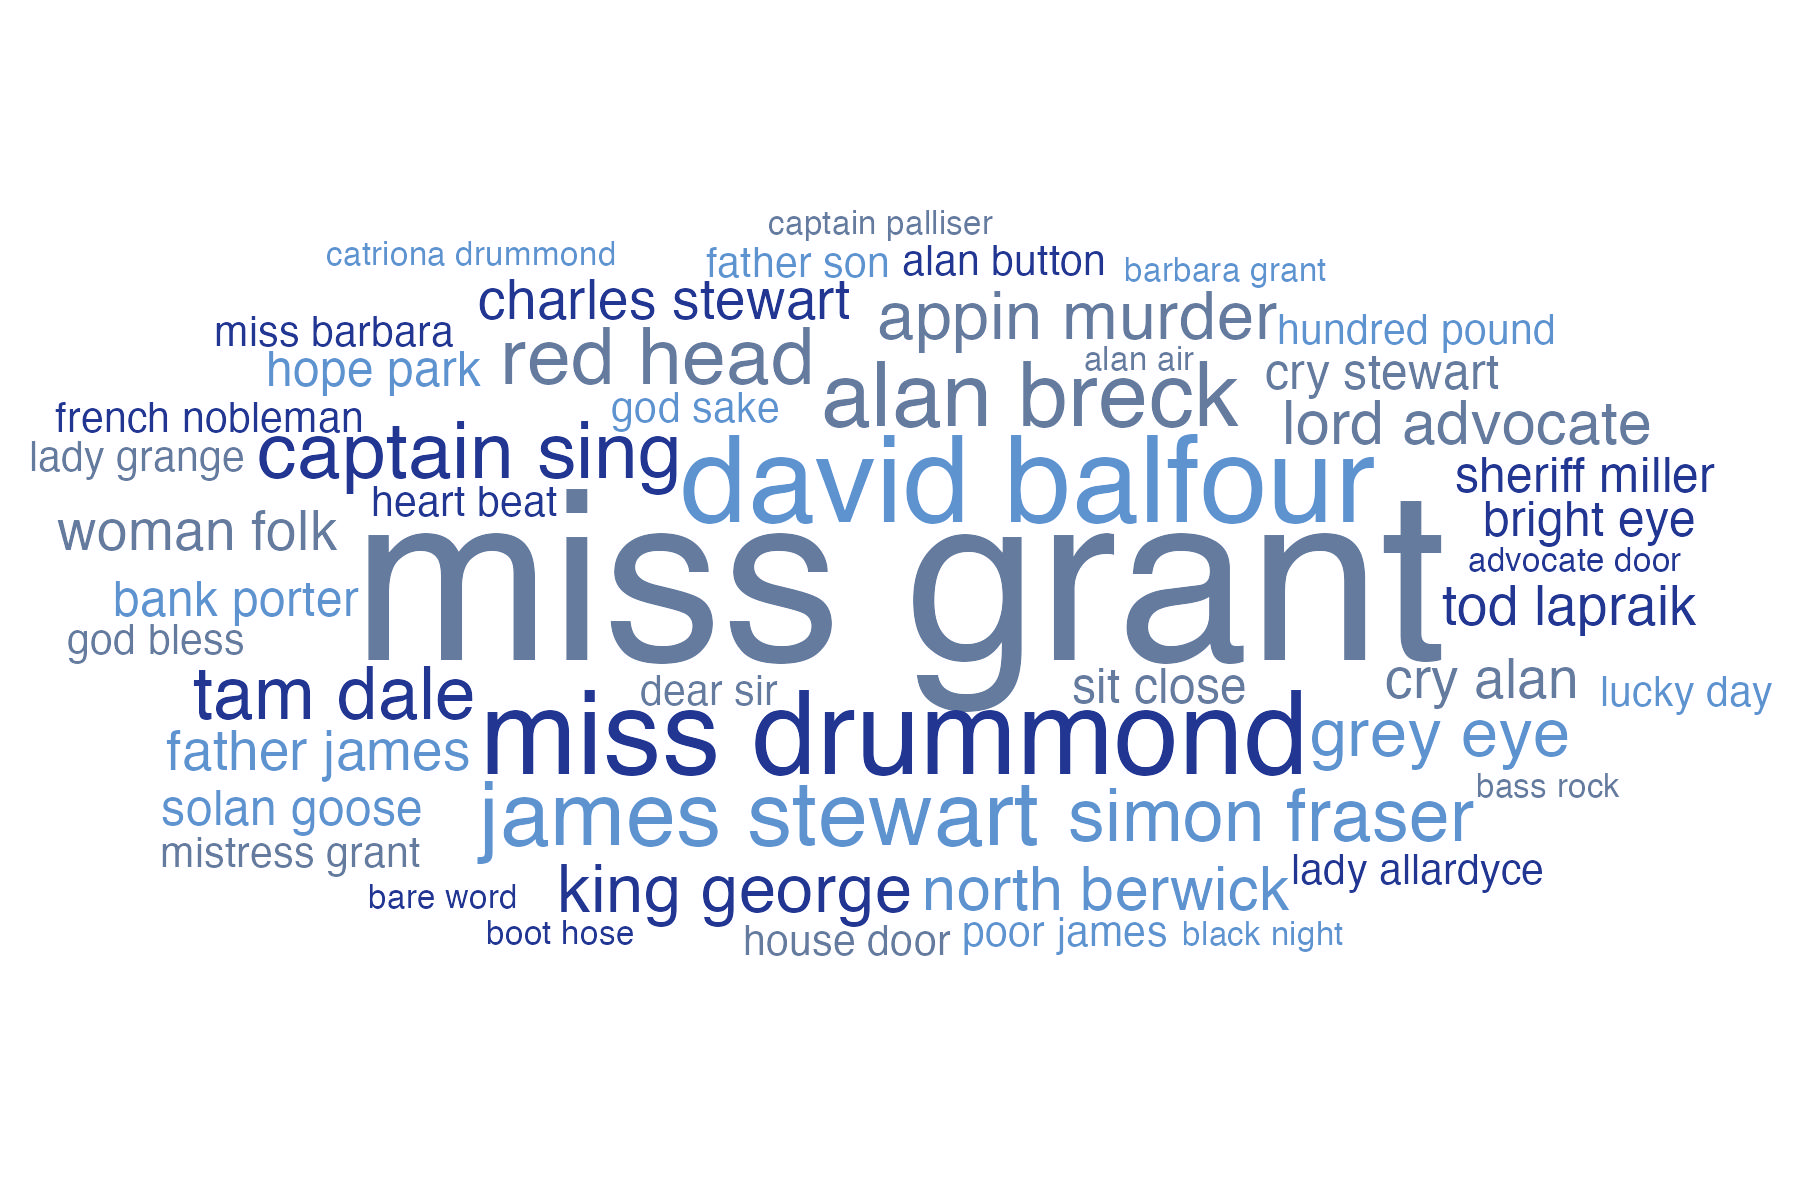 captain palliser
catriona drummond
father son
alan button
barbara grant
charles stewart
appin murder
miss barbara
hundred pound
red head
alan air
hope park
cry stewart
alan breck
god sake
french nobleman
lord advocate
lady grange
captain sing
david balfour
sheriff miller
heart beat
bright eye
woman folk
miss grant
advocate door
bank porter
tod lapraik
god bless
tam dale
dear sir
sit close
cry alan
lucky day
miss drummond
grey eye
father james
bass rock
solan goose
james stewart
simon fraser
mistress grant
lady allardyce
bare word
king george
north berwick
boot hose
house door
poor james
black night